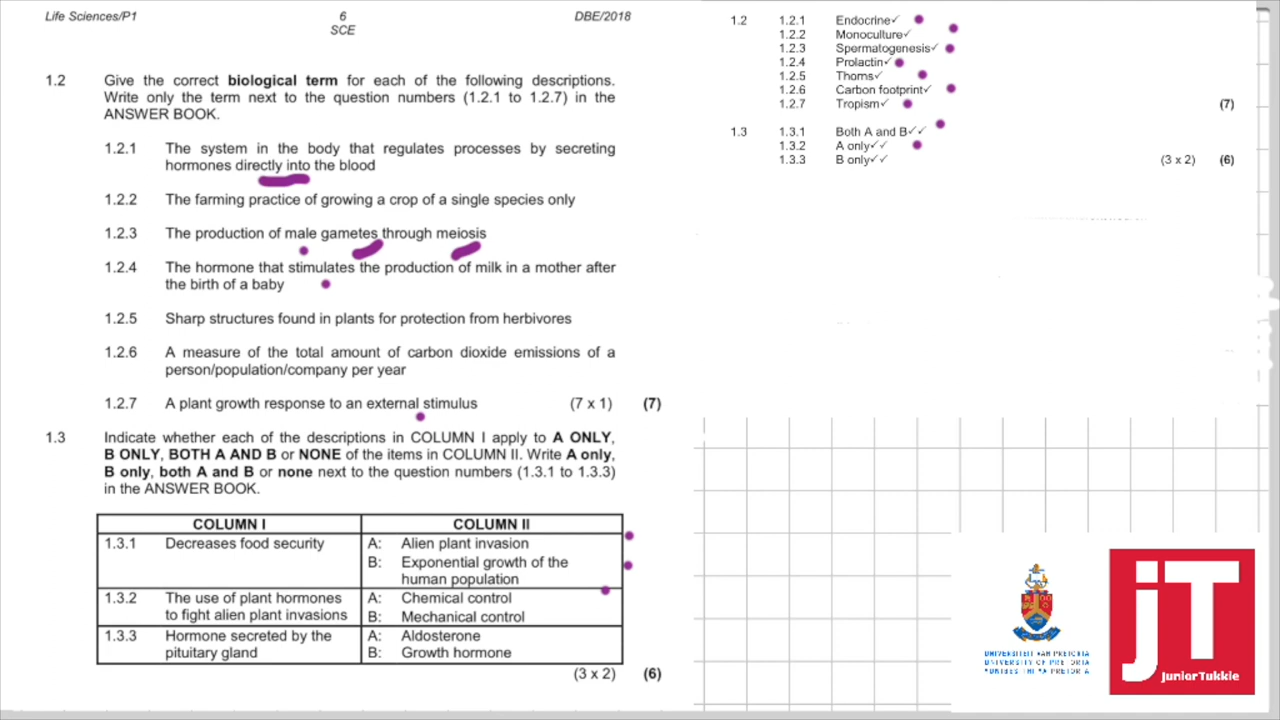 Life Sciences/P1 6 DBE/2018
SCE
1.2 Give the correct biological term for each of the following descriptions.
Write only the term next to the question numbers (1.2.1 to 1.2.7) in the
ANSWER BOOK.
1.2.1 The system in the body that regulates processes by secreting
hormones directly into the blood
1.2.2 The farming practice of growing a crop of a single species only
1.2.3 The production of male gametes through meiosis
1.2.4 The hormone that stimulates the production of milk in a mother after
the birth of a baby
1.2.5 Sharp structures found in plants for protection from herbivores
1.2.6 A measure of the total amount of carbon dioxide emissions of a
person/population/company per year
1.2.7 A plant growth response to an external stimulus (7 x 1) (7)
1.3 Indicate whether each of the descriptions in COLUMN I apply to A ONLY,
B ONLY, BOTH A AND B or NONE of the items in COLUMN II. Write A only,
B only, both A and B or none next to the question numbers (1.3.1 to 1.3.3)
in the ANSWER BOOK.
COLUMN I COLUMN II
1.3.1 Decreases food security A: Alien plant invasion
B: Exponential growth of the
human population
1.3.2 The use of plant hormones A: Chemical control
to fight alien plant invasions B: Mechanical control
1.3.3 Hormone secreted by the A: Aldosterone
pituitary gland B: Growth hormone
(3 x 2) (6)
1.2 1.2.1 Endocrine✓
1.2.2 Monoculture✓
1.2.3 Spermatogenesis✓
1.2.4 Prolactin✓
1.2.5 Thorns✓
1.2.6 Carbon footprint✓
1.2.7 Tropism✓ (7)
1.3 1.3.1 Both A and B✓✓
1.3.2 A only✓✓
1.3.3 B only✓✓ (3 x 2) (6)
UNIVERSITEIT VAN PRETORIA
UNIVERSITY OF PRETORIA
YUNIBESITHI YA PRETORIA
jT
JuniorTukkie